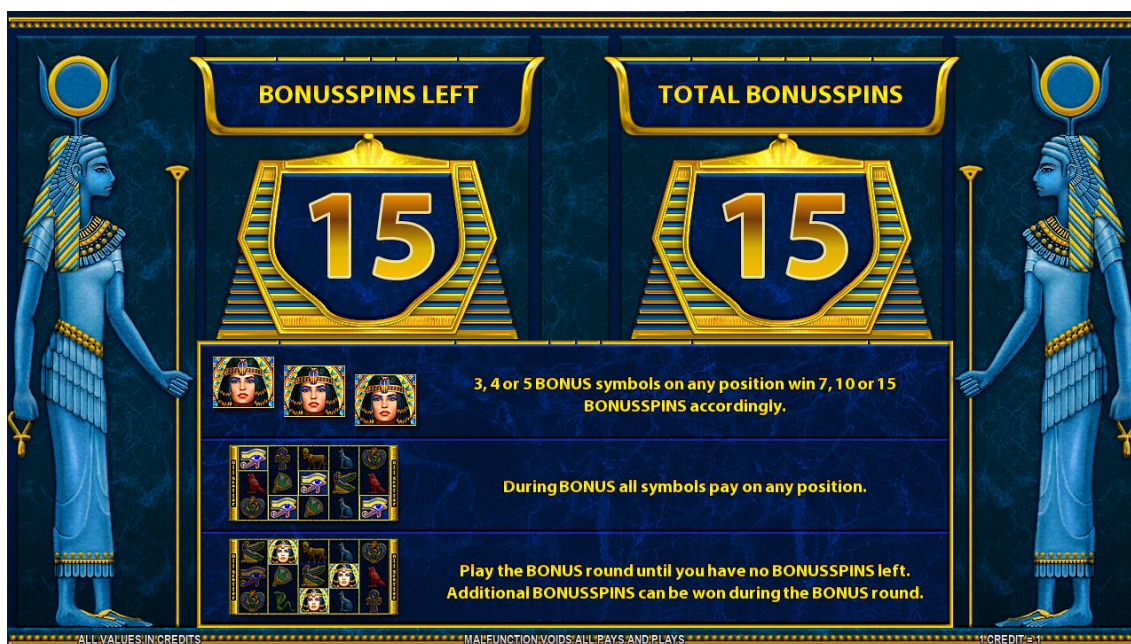 BONUSSPINS LEFT
TOTAL BONUSSPINS
15
15
3, 4 or 5 BONUS symbols on any position win 7, 10 or 15
BONUSSPINS accordingly.
During BONUS all symbols pay on any position.
Play the BONUS round until you have no BONUSSPINS left.
Additional BONUSSPINS can be won during the BONUS round.
ALL VALUES IN CREDITS
MALFUNCTION VOIDS ALL PAYS AND PLAYS
1 CREDIT = 1